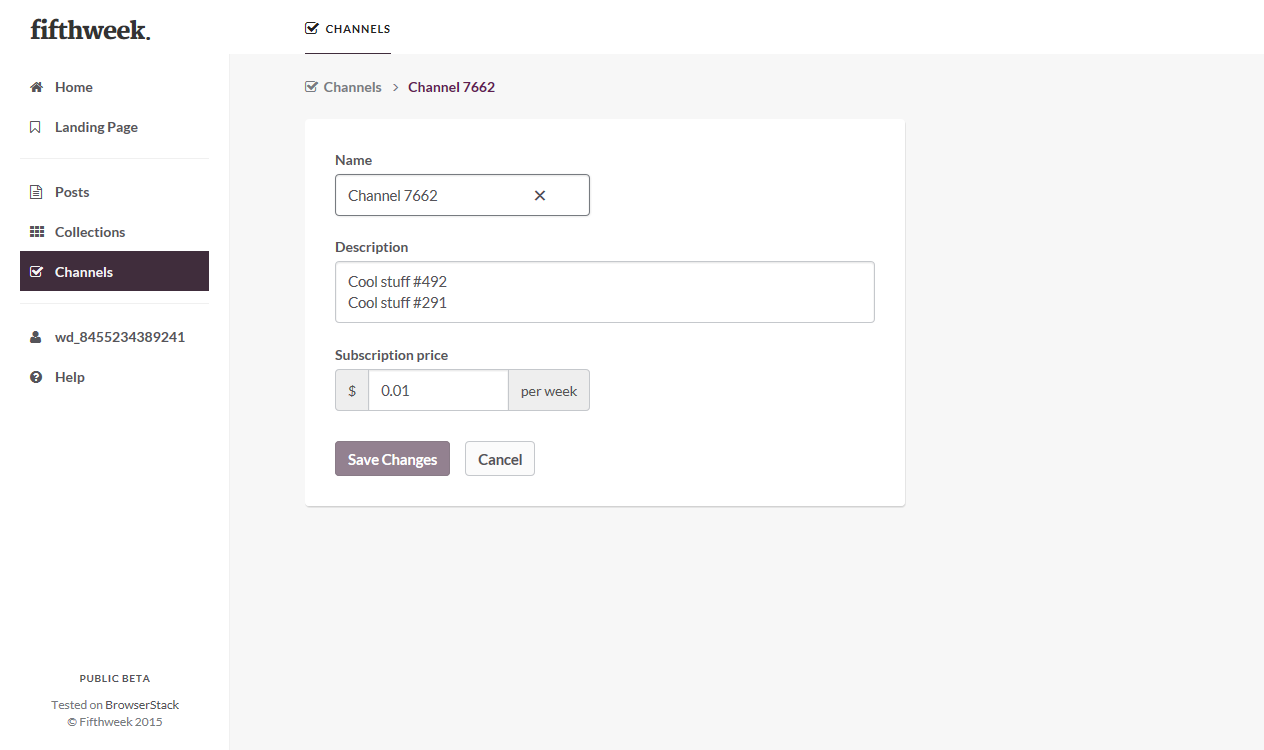 fifthweek.
CHANNELS
Home
Landing Page
Posts
Collections
Channels
wd_8455234389241
Help
PUBLIC BETA
Tested on BrowserStack
© Fifthweek 2015
Channels > Channel 7662
Name
Channel 7662
Description
Cool stuff #492
Cool stuff #291
Subscription price
$ 0.01 per week
Save Changes Cancel